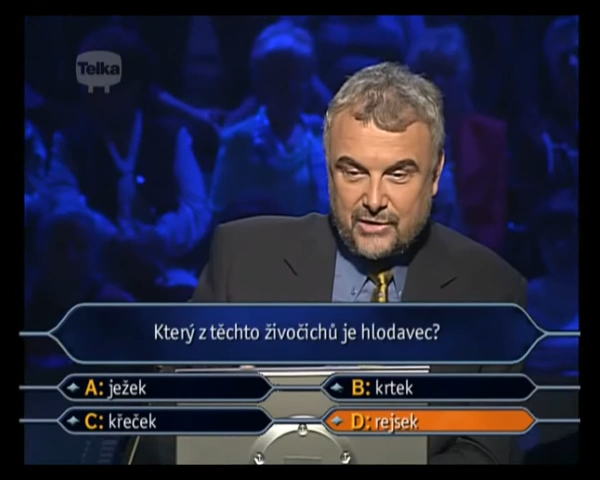 Telka
Který z těchto živočichů je hlodavec?
A: ježek
B: krtek
C: křeček
D: rejsek